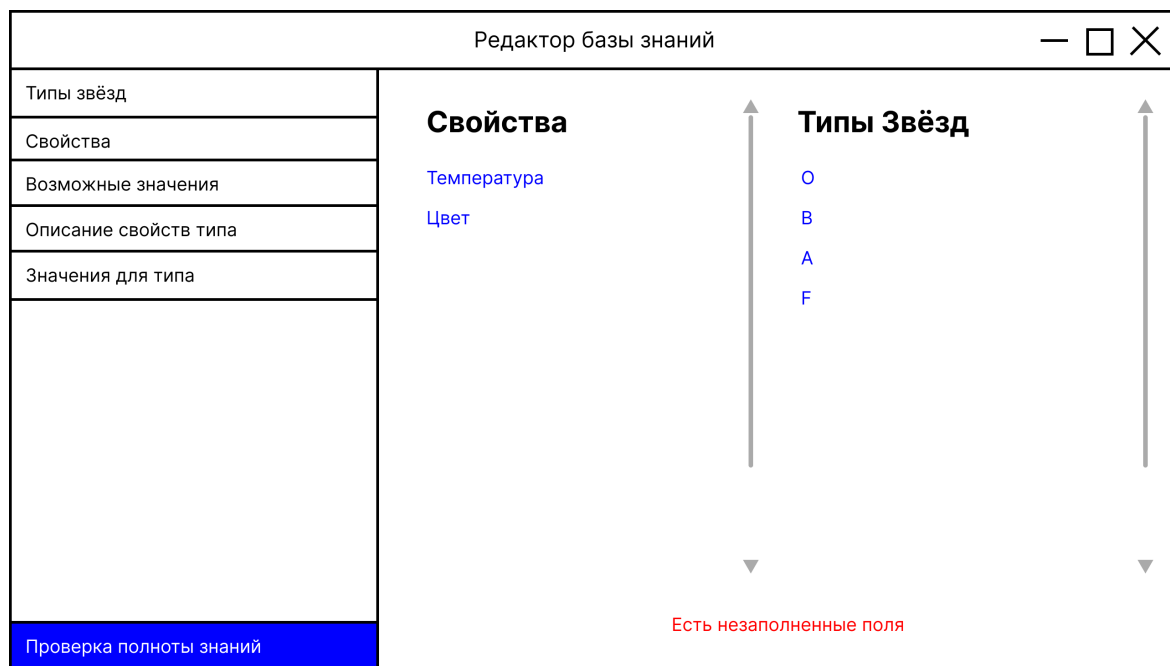 Редактор базы знаний
Типы звёзд
Свойства
Возможные значения
Описание свойств типа
Значения для типа
Проверка полноты знаний
Свойства
Температура
Цвет
Типы Звёзд
O
B
A
F
Есть незаполненные поля